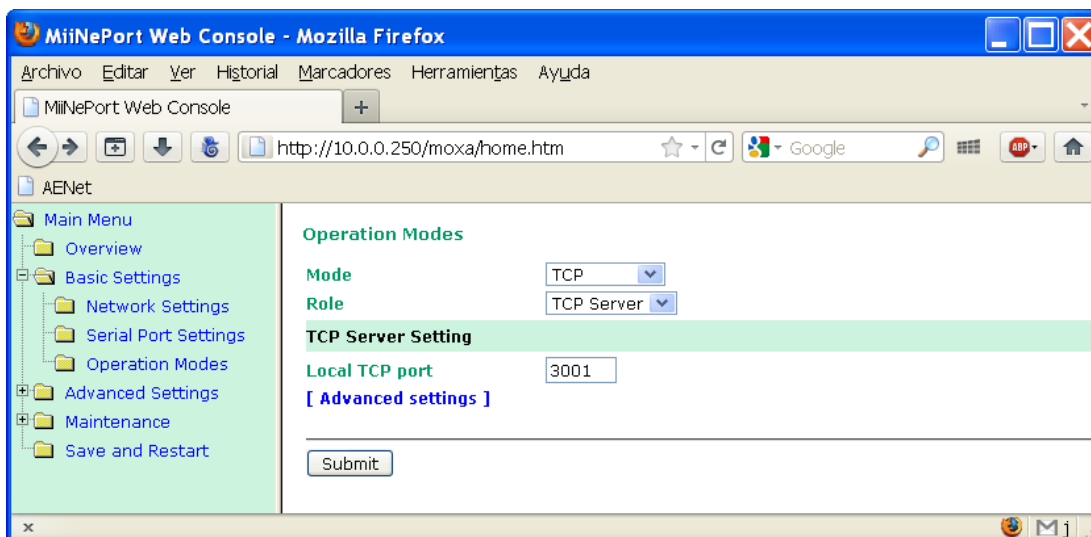 MiiNePort Web Console - Mozilla Firefox
Archivo Editar Ver Historial Marcadores Herramientas Ayuda
MiiNePort Web Console
+
http://10.0.0.250/moxa/home.htm
Google
ABP
AENet
Main Menu
Overview
Basic Settings
Network Settings
Serial Port Settings
Operation Modes
Advanced Settings
Maintenance
Save and Restart
Operation Modes
Mode TCP
Role TCP Server
TCP Server Setting
Local TCP port 3001
[ Advanced settings ]
Submit
x
j